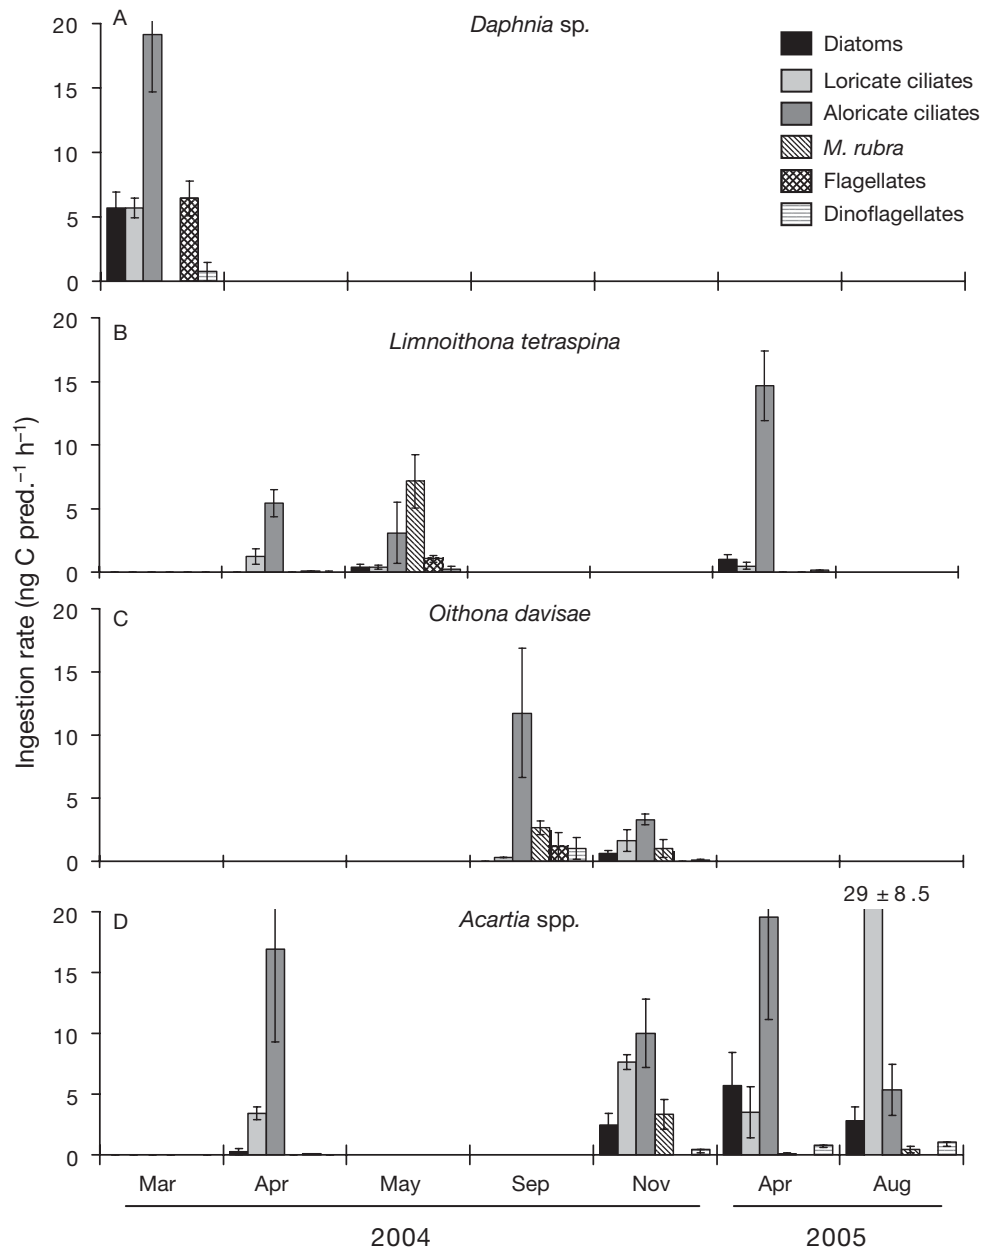 A
Daphnia sp.
Diatoms
Loricate ciliates
Aloricate ciliates
M. rubra
Flagellates
Dinoflagellates
20
15
10
5
0
B
Limnoithona tetraspina
20
15
10
5
0
Ingestion rate (ng C pred.⁻¹ h⁻¹)
C
Oithona davisae
20
15
10
5
0
29 ± 8.5
D
Acartia spp.
20
15
10
5
0
Mar Apr May Sep Nov Apr Aug
2004 2005